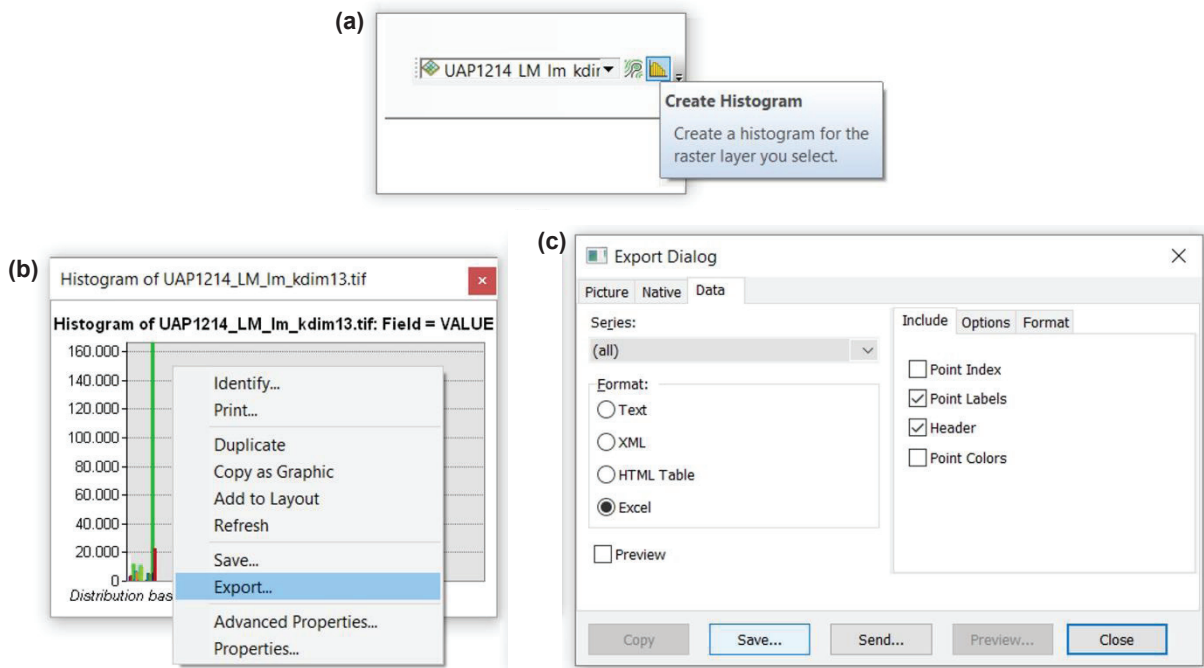 (a)
UAP1214 LM lm kdir
Create Histogram
Create a histogram for the
raster layer you select.
(b)
Histogram of UAP1214_LM_lm_kdim13.tif
Histogram of UAP1214_LM_lm_kdim13.tif: Field = VALUE
160.000
140.000
120.000
100.000
80.000
60.000
40.000
20.000
0
Distribution bas
Identify...
Print...
Duplicate
Copy as Graphic
Add to Layout
Refresh
Save...
Export...
Advanced Properties...
Properties...
(c)
Export Dialog
Picture Native Data
Series:
(all)
Format:
Text
XML
HTML Table
Excel
Preview
Include Options Format
Point Index
Point Labels
Header
Point Colors
Copy Save... Send... Preview... Close